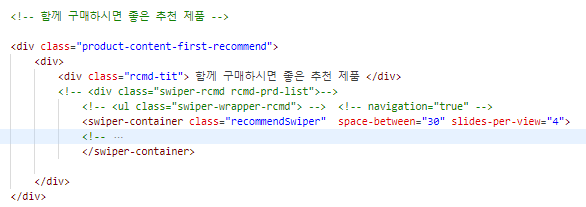 <!-- 함께 구매하시면 좋은 추천 제품 -->
<div class="product-content-first-recommend">
<div>
<div class="rcmd-tit"> 함께 구매하시면 좋은 추천 제품 </div>
<!-- <div class="swiper-rcmd rcmd-prd-list">-->
<!-- <ul class="swiper-wrapper-rcmd"> --> <!-- navigation="true" -->
<swiper-container class="recommendSwiper" space-between="30" slides-per-view="4">
<!-- ...
</swiper-container>
</div>
</div>